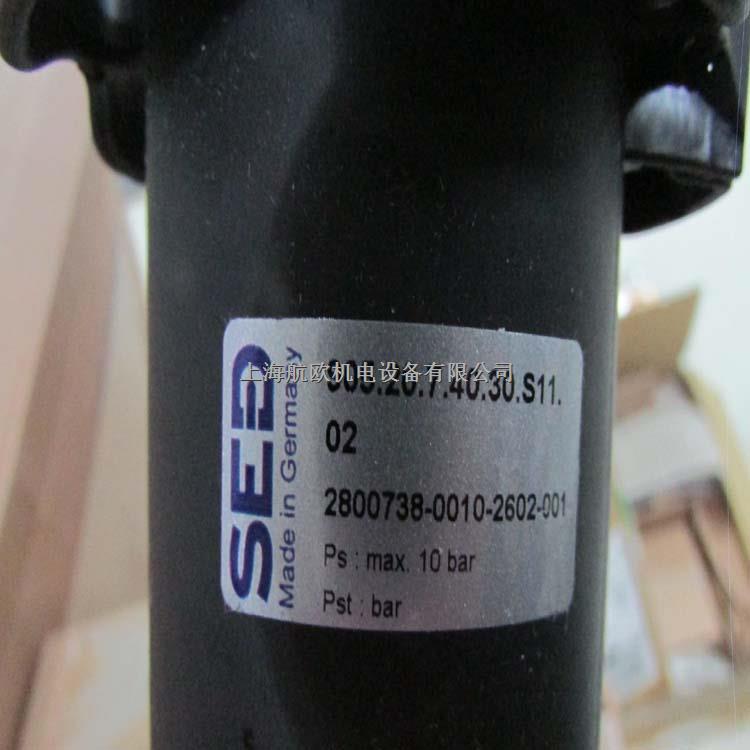 SED
Made in Germany
上海航欧机电设备有限公司
02
2800738-0010-2602-001
Ps : max. 10 bar
Pst : bar